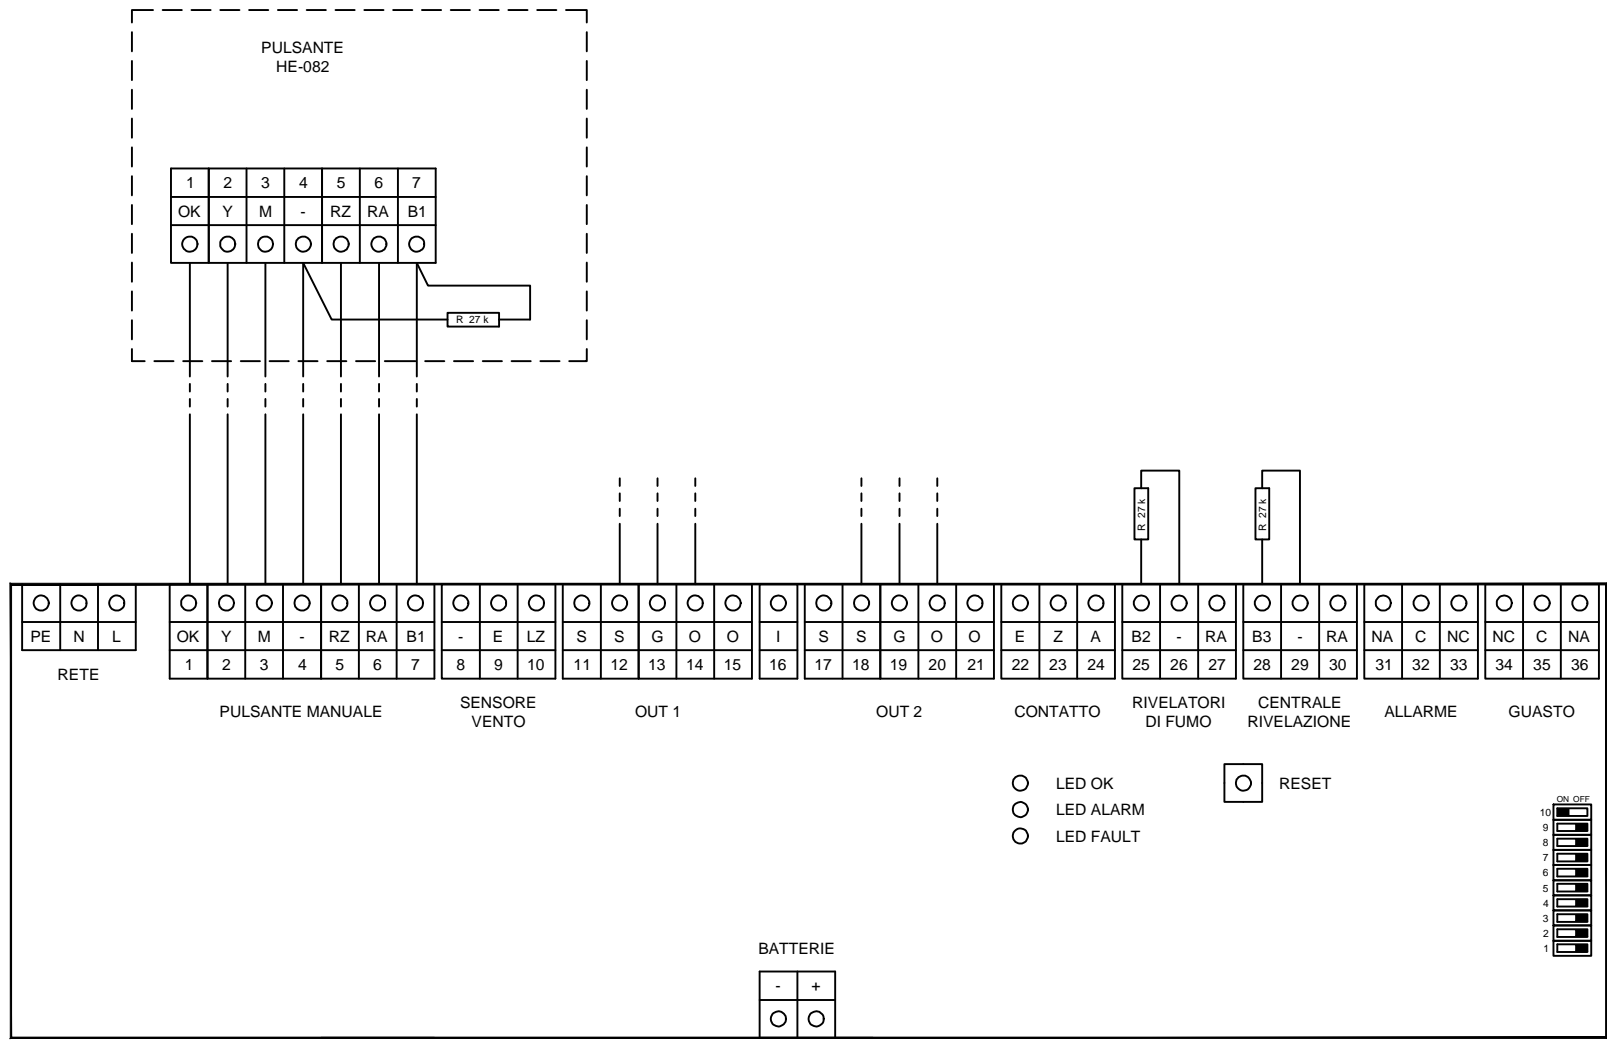 PULSANTE
HE-082
1 2 3 4 5 6 7
OK Y M - RZ RA B1
R 27 k
R 27 k
R 27 k
PE N L
OK Y M - RZ RA B1 - E LZ S S G O O I S S G O O E Z A B2 - RA B3 - RA NA C NC NC C NA
1 2 3 4 5 6 7 8 9 10 11 12 13 14 15 16 17 18 19 20 21 22 23 24 25 26 27 28 29 30 31 32 33 34 35 36
RETE
PULSANTE MANUALE
SENSORE
VENTO
OUT 1
OUT 2
CONTATTO
RIVELATORI
DI FUMO
CENTRALE
RIVELAZIONE
ALLARME
GUASTO
LED OK
LED ALARM
LED FAULT
RESET
ON OFF
10
9
8
7
6
5
4
3
2
1
BATTERIE
- +